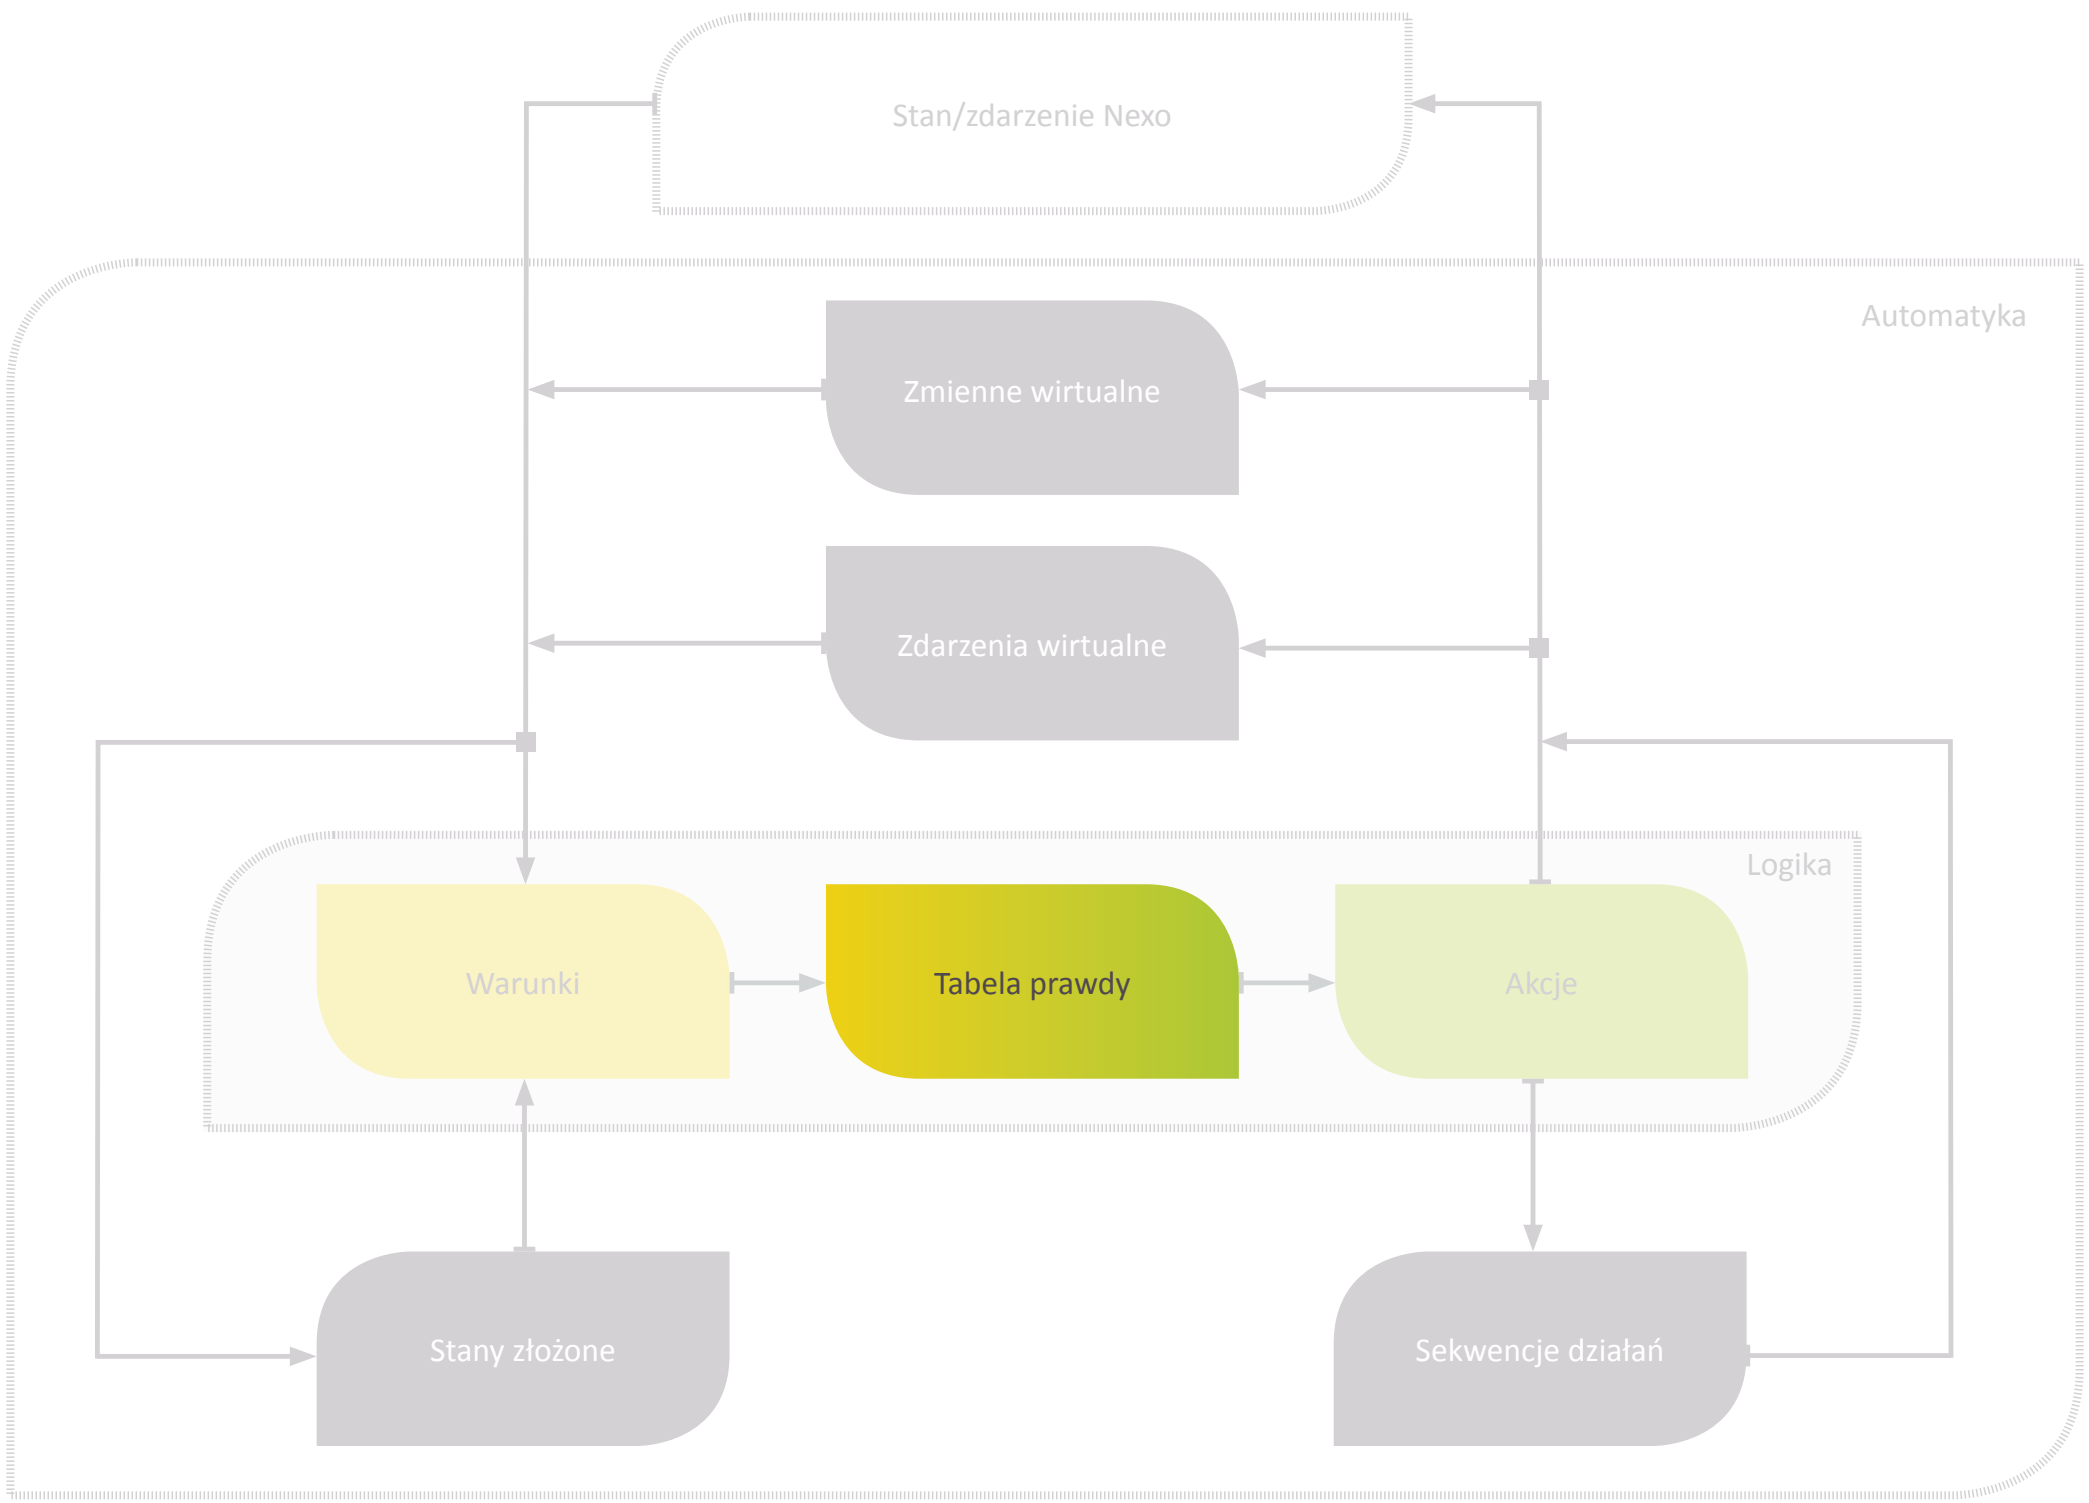 Stan/zdarzenie Nexo
Automatyka
Zmienne wirtualne
Zdarzenia wirtualne
Logika
Warunki
Tabela prawdy
Akcje
Stany złożone
Sekwencje działań